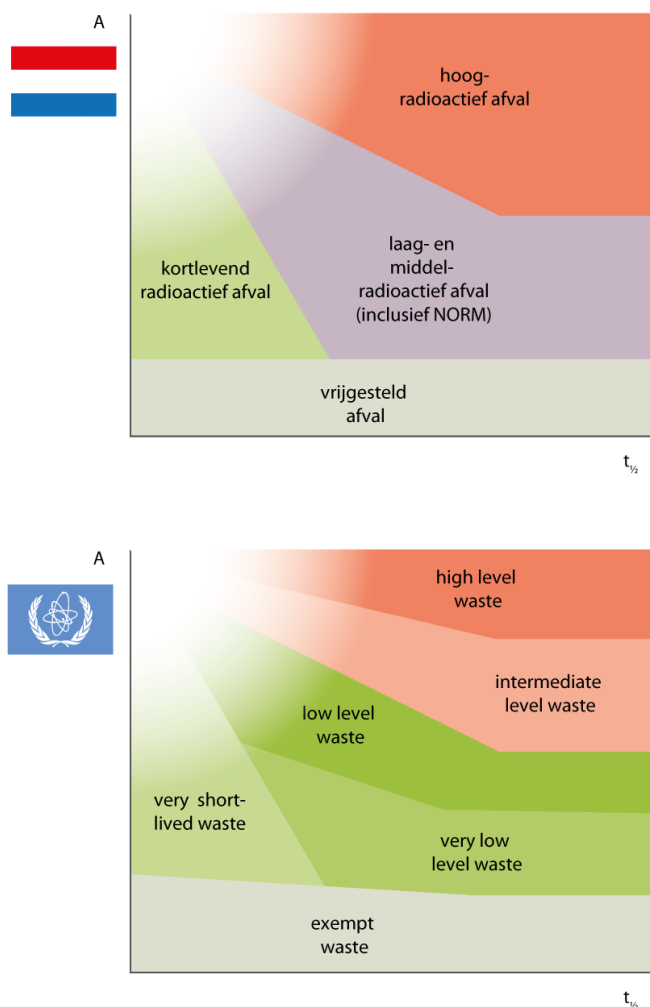 A
hoog-
radioactief afval
laag- en
middel-
radioactief afval
(inclusief NORM)
kortlevend
radioactief afval
vrijgesteld
afval
t½
A
high level
waste
intermediate
level waste
low level
waste
very short-
lived waste
very low
level waste
exempt
waste
t½